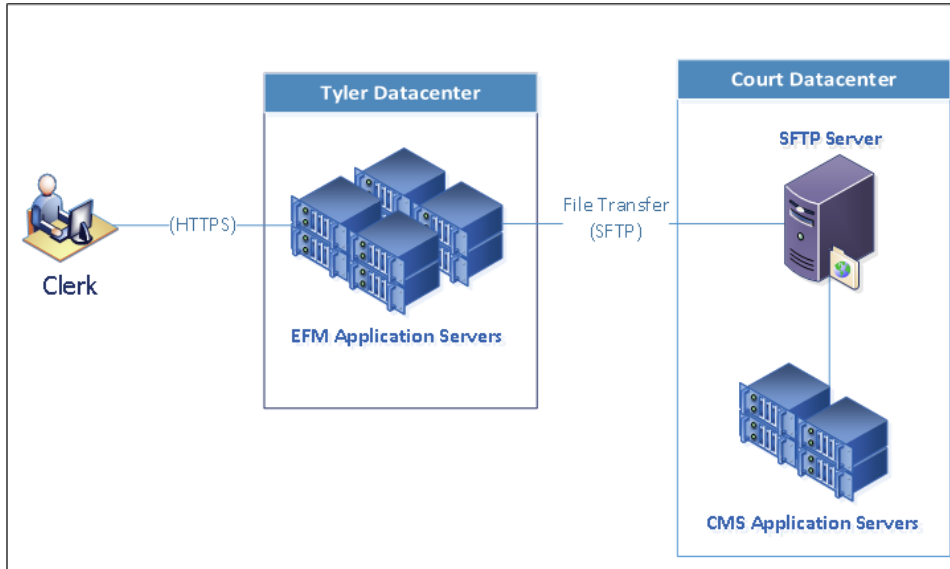 Tyler Datacenter
Court Datacenter
SFTP Server
(HTTPS)
File Transfer
(SFTP)
Clerk
EFM Application Servers
CMS Application Servers